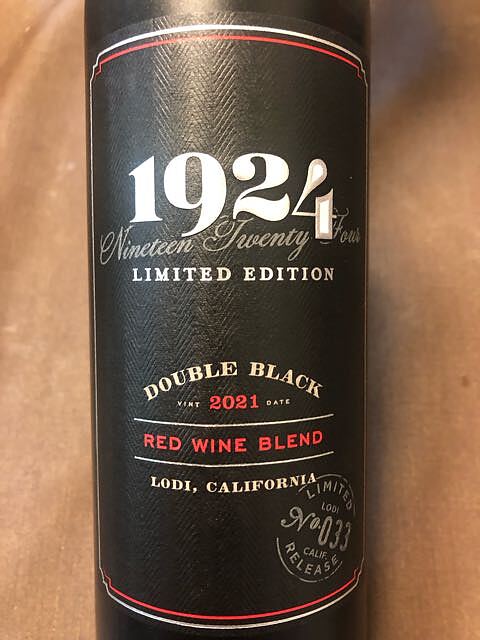 1924
Nineteen Twenty Four
LIMITED EDITION
DOUBLE BLACK
VINT 2021 DATE
RED WINE BLEND
LODI, CALIFORNIA
LIMITED
LODI
No. 033
CALIF.
RELEASE